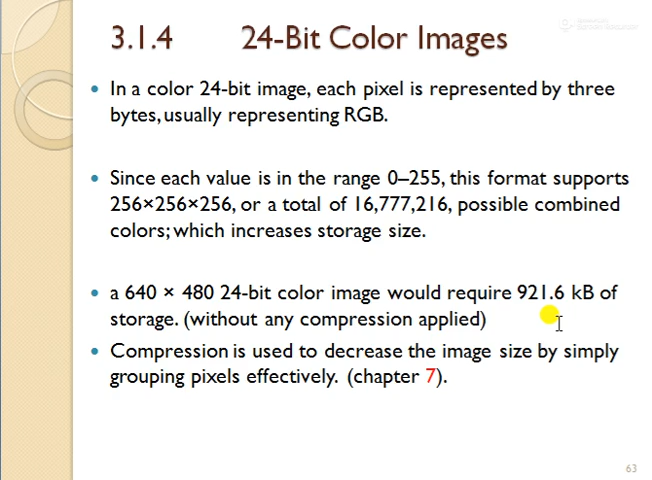 3.1.4 24-Bit Color Images
• In a color 24-bit image, each pixel is represented by three
bytes, usually representing RGB.
• Since each value is in the range 0–255, this format supports
256×256×256, or a total of 16,777,216, possible combined
colors; which increases storage size.
• a 640 × 480 24-bit color image would require 921.6 kB of
storage. (without any compression applied)
• Compression is used to decrease the image size by simply
grouping pixels effectively. (chapter 7).
63